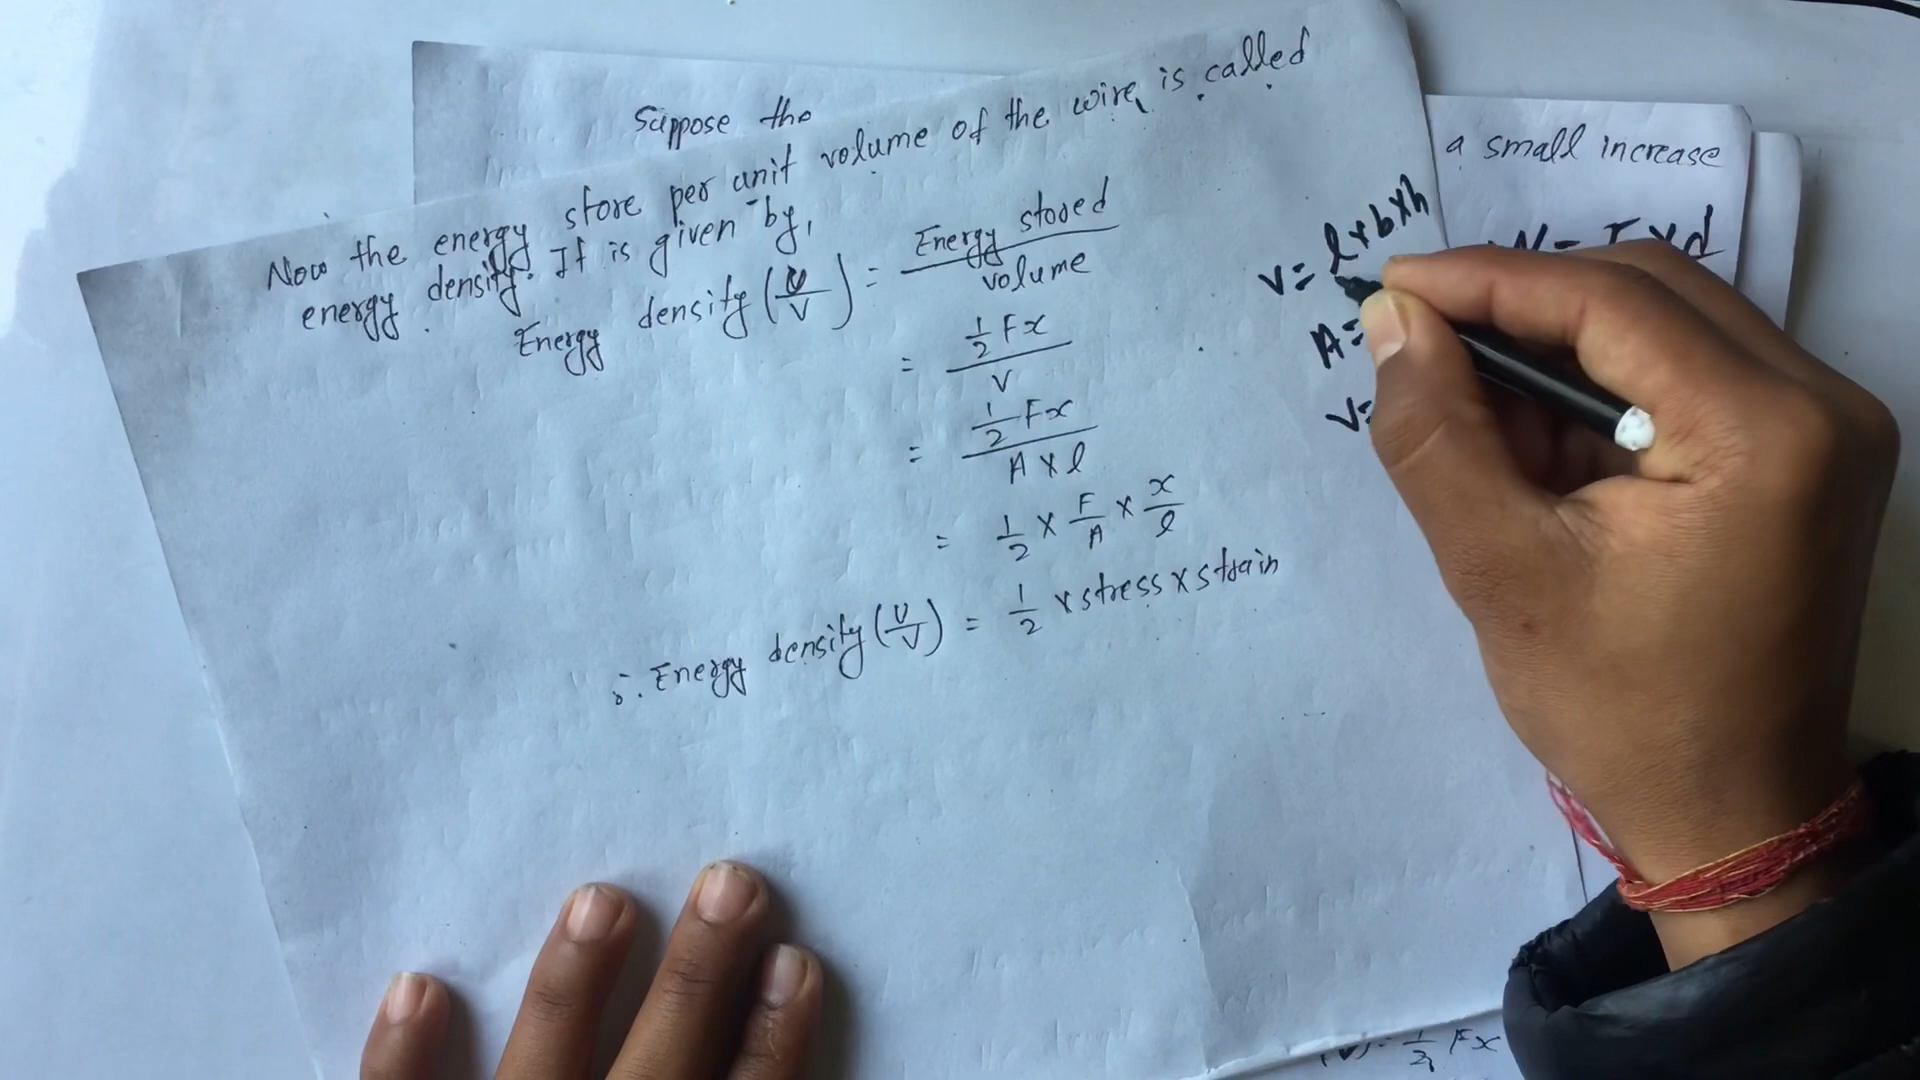 Suppose the
a small increase
W = F x d
Now the energy store per unit volume of the wire is called
energy density. It is given by,
Energy density (U/V) = Energy stored / volume
= 1/2 Fx / V
= 1/2 Fx / A x l
= 1/2 x F/A x x/l
∴ Energy density (U/V) = 1/2 x stress x strain
V = l x b x h
A =
V =
1/2 Fx